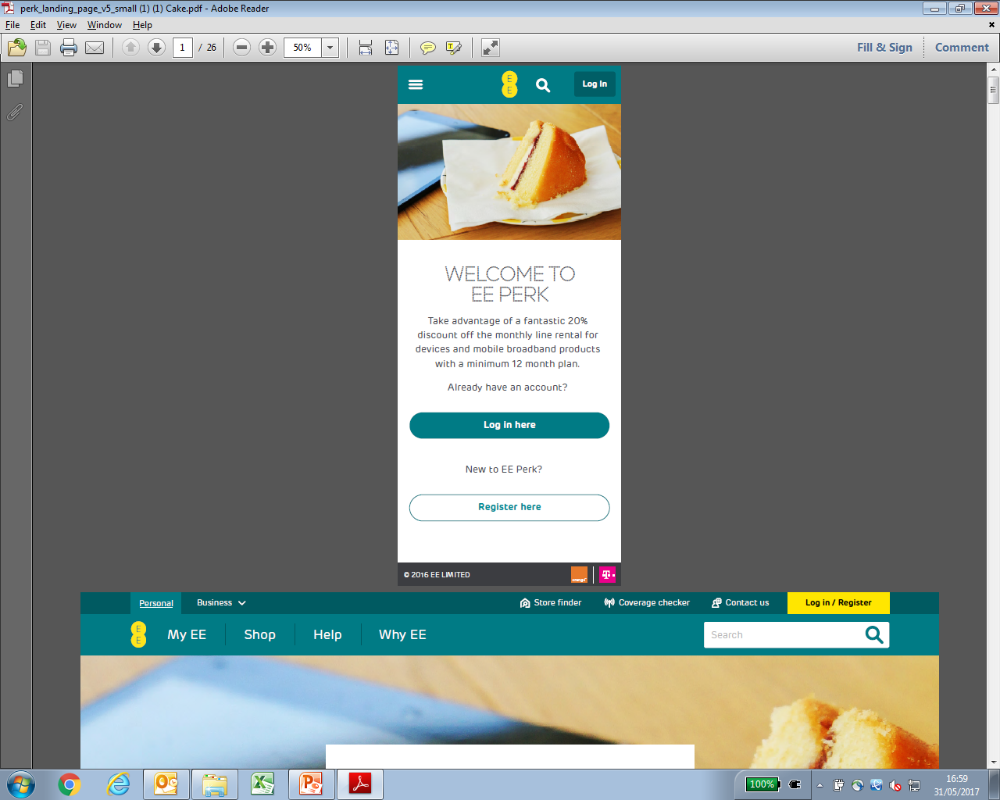 perk_landing_page_v5_small (1) (1) Cake.pdf - Adobe Reader
File Edit View Window Help
1 / 26 50% Fill & Sign Comment
E
E
Log In
WELCOME TO
EE PERK
Take advantage of a fantastic 20%
discount off the monthly line rental for
devices and mobile broadband products
with a minimum 12 month plan.
Already have an account?
Log in here
New to EE Perk?
Register here
© 2016 EE LIMITED
orange
T
Personal Business Store finder Coverage checker Contact us Log in / Register
E
E
My EE Shop Help Why EE Search
100%
16:59
31/05/2017